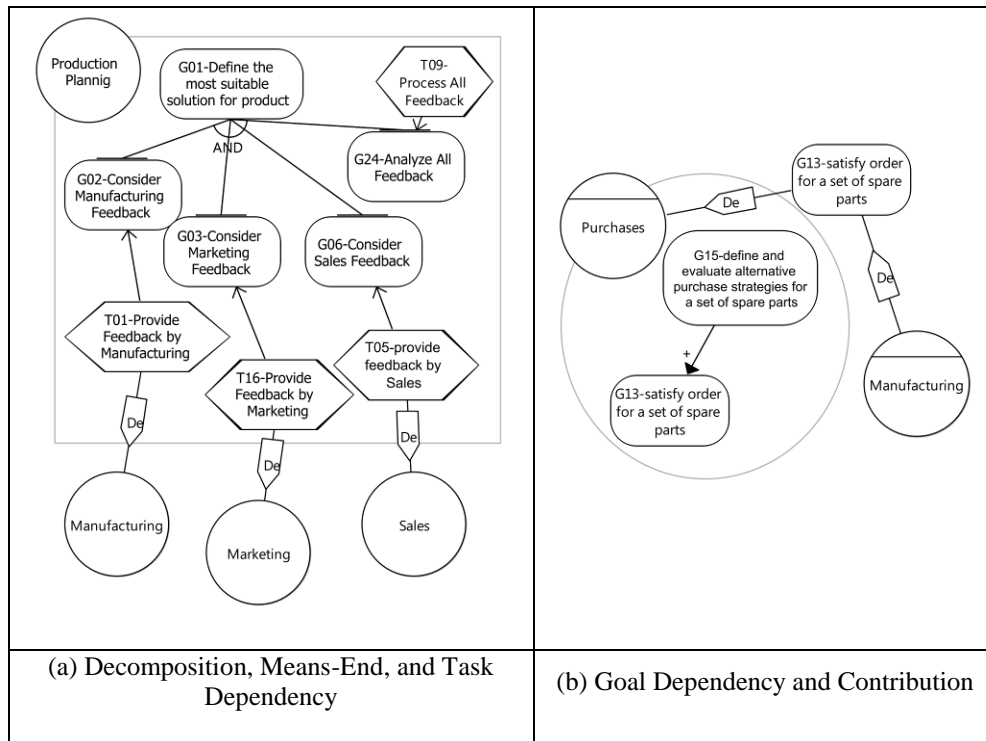 Production
Plannig
G01-Define the
most suitable
solution for product
T09-
Process All
Feedback
AND
G24-Analyze All
Feedback
G02-Consider
Manufacturing
Feedback
G03-Consider
Marketing
Feedback
G06-Consider
Sales Feedback
T01-Provide
Feedback by
Manufacturing
T16-Provide
Feedback by
Marketing
T05-provide
feedback by
Sales
De
De
De
Manufacturing
Marketing
Sales
(a) Decomposition, Means-End, and Task
Dependency
G13-satisfy order
for a set of spare
parts
De
Purchases
G15-define and
evaluate alternative
purchase strategies for
a set of spare parts
De
+
G13-satisfy order
for a set of spare
parts
Manufacturing
(b) Goal Dependency and Contribution